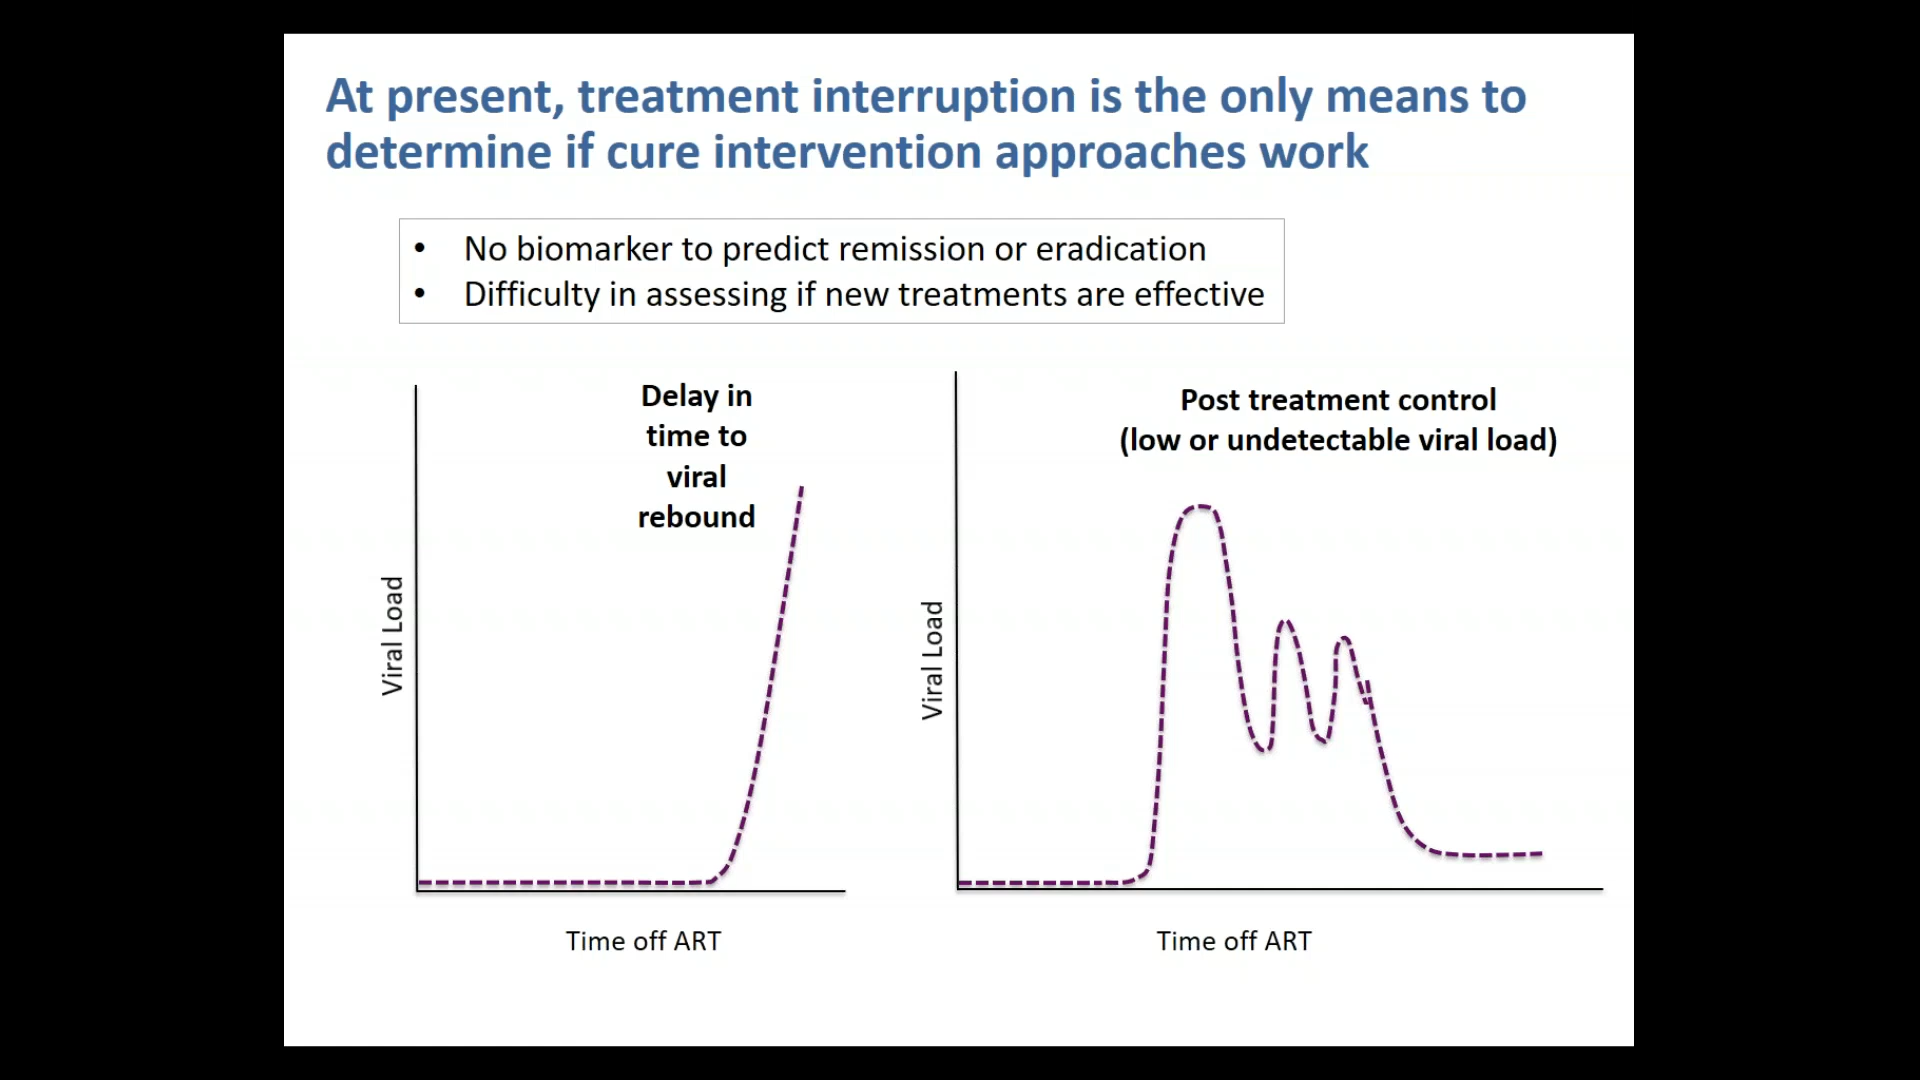 At present, treatment interruption is the only means to
determine if cure intervention approaches work
• No biomarker to predict remission or eradication
• Difficulty in assessing if new treatments are effective
Delay in
time to
viral
rebound
Viral Load
Time off ART
Post treatment control
(low or undetectable viral load)
Viral Load
Time off ART